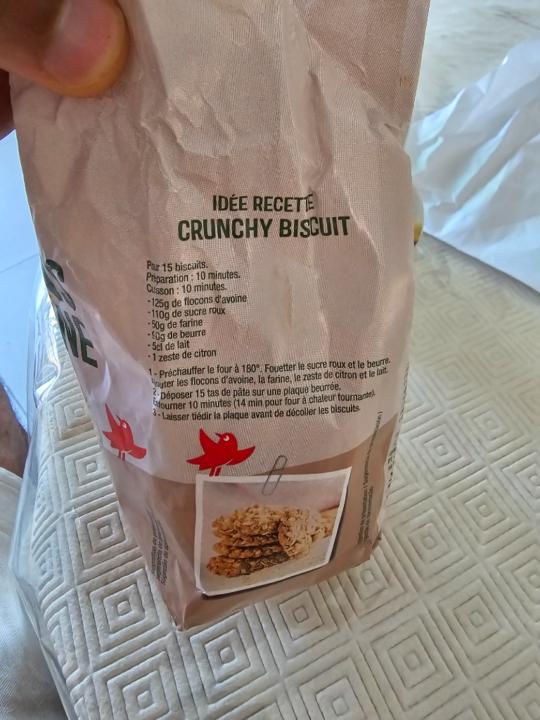 IDÉE RECETTE
CRUNCHY BISCUIT
Pour 15 biscuits.
Préparation : 10 minutes.
Cuisson : 10 minutes.
-125g de flocons d'avoine
-110g de sucre roux
-50g de farine
de beurre
-5cl de lait
-1 zeste de citron
1 - Préchauffer le four à 180°. Fouetter le sucre roux et le beurre.
Ajouter les flocons d'avoine, la farine, le zeste de citron et le lait.
2 - Déposer 15 tas de pâte sur une plaque beurrée.
Enfourner 10 minutes (14 min pour four à chaleur tournante).
3 - Laisser tiédir la plaque avant de décoller les biscuits.